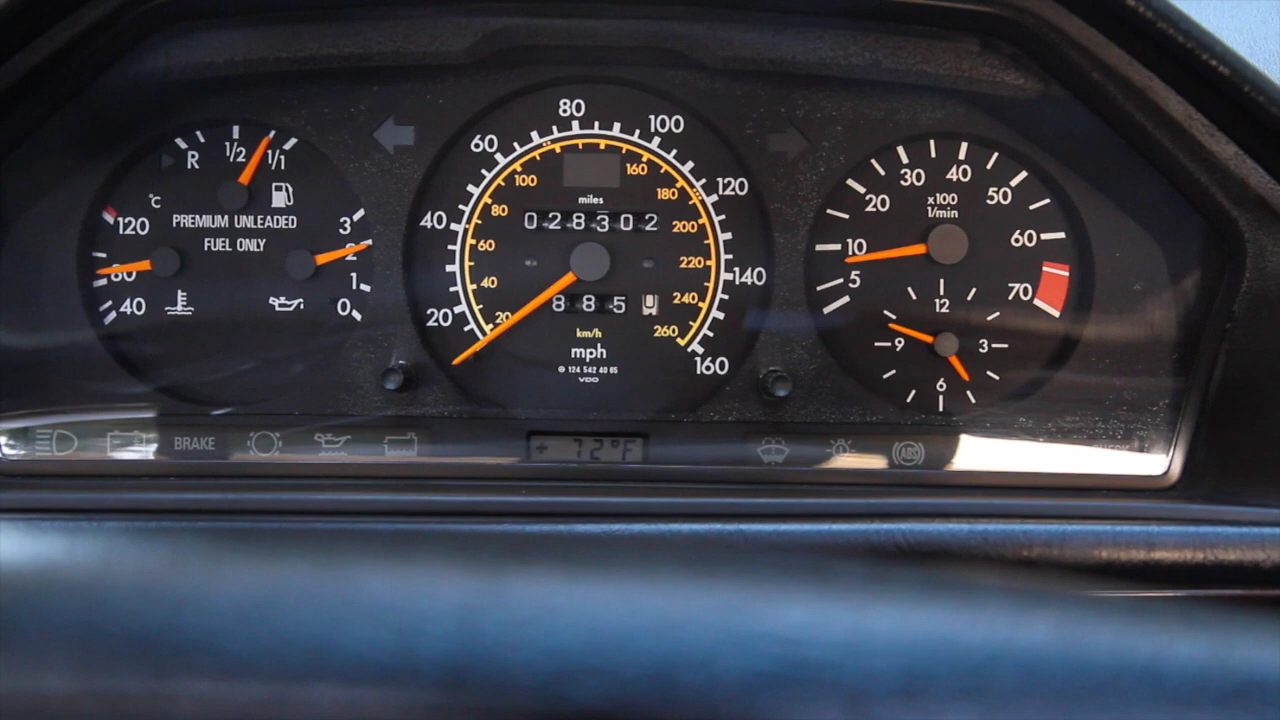 R 1/2 1/1
°C
PREMIUM UNLEADED
FUEL ONLY
120
80
40
3
2
1
0
20 40 60 80 100 120 140 160
20 40 60 80 100 160 180 200 220 240 260
miles
028302
885 0
km/h
mph
124 542 40 65
VDO
5 10 20 30 40 50 60 70
x100
1/min
12
3
6
9
BRAKE
+ 72°F
ABS